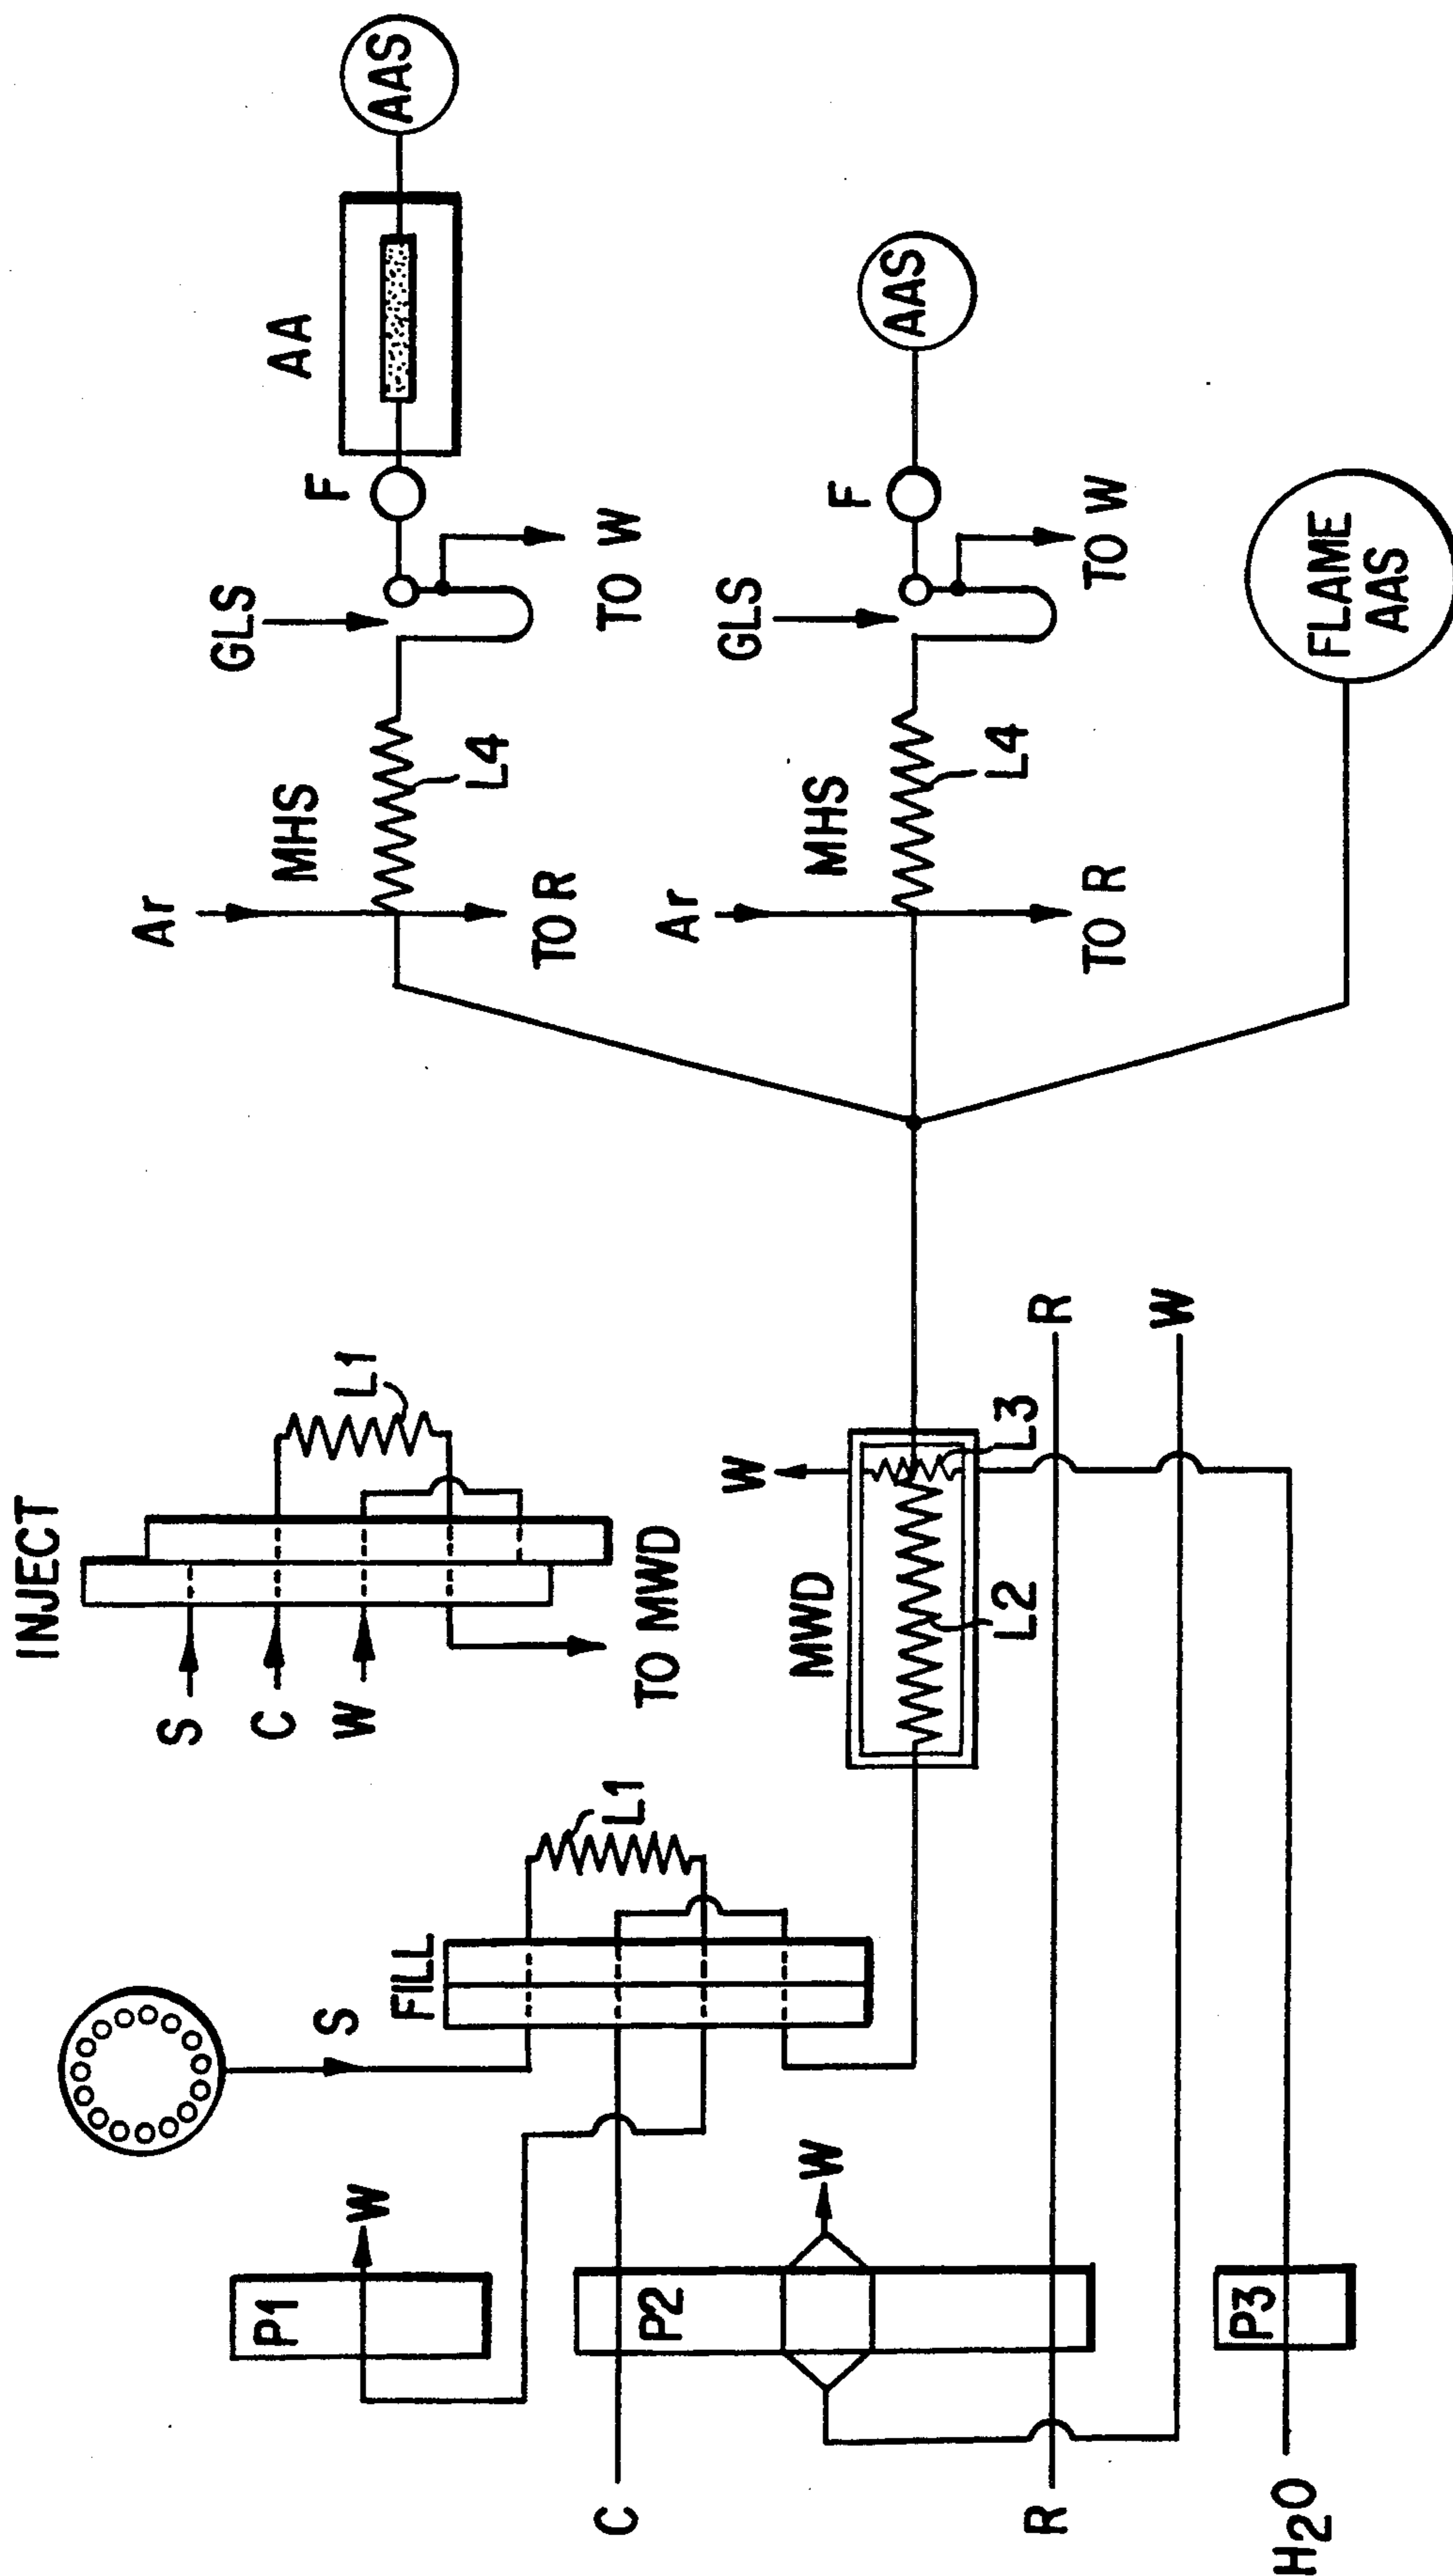 INJECT
S
C
W
L1
TO MWD
P1
W
S
FILL
L1
C
P2
W
R
H2O
P3
MWD
W
L2
L3
R
W
Ar
MHS
TO R
L4
GLS
F
TO W
AA
AAS
Ar
MHS
TO R
L4
GLS
F
TO W
AAS
FLAME
AAS